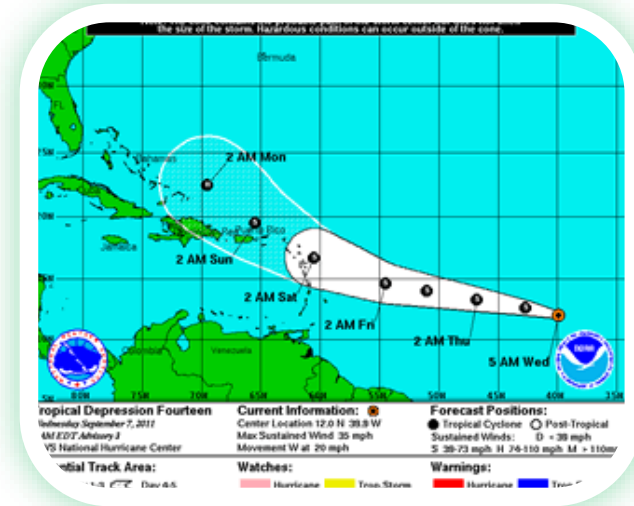 the size of the storm. Hazardous conditions can occur outside of the cone.
Bermuda
FL
25N
Bahamas
2 AM Mon
20N
Puerto Rico
Jamaica
2 AM Sun
2 AM Sat
2 AM Fri
2 AM Thu
5 AM Wed
Colombia
Venezuela
NOAA
80W 75W 70W 65W 60W 55W 50W 45W 40W 35W
Tropical Depression Fourteen
Wednesday September 7, 2011
AM EDT Advisory 1
NWS National Hurricane Center
Current Information:
Center Location 12.0 N 39.9 W
Max Sustained Wind 35 mph
Movement W at 20 mph
Forecast Positions:
Tropical Cyclone Post-Tropical
Sustained Winds: D < 39 mph
S 39-73 mph H 74-110 mph M > 110mph
ential Track Area:
Day 4-5
Watches:
Hurricane Trop Storm
Warnings:
Hurricane